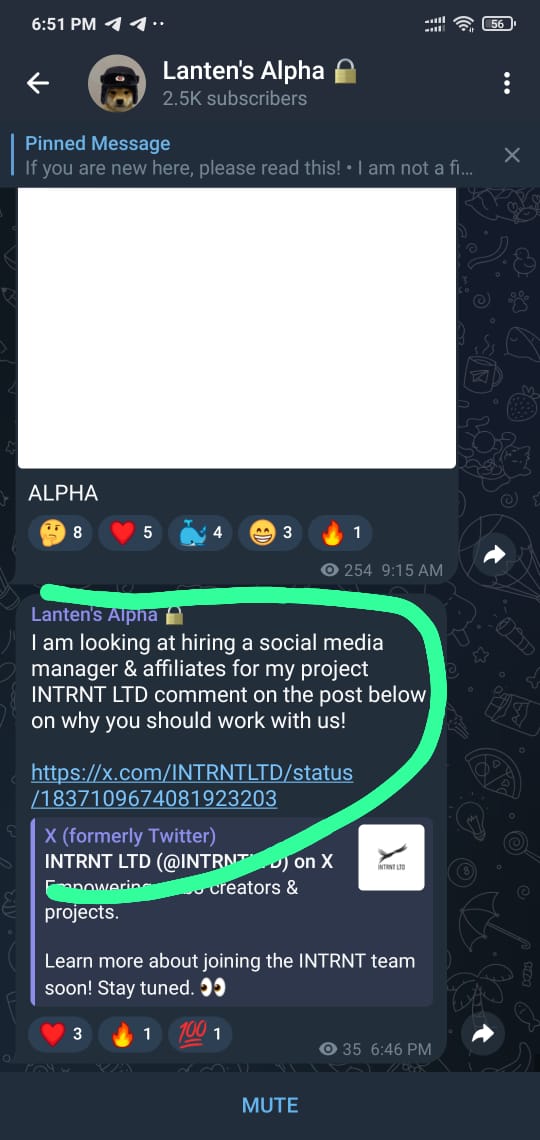 6:51 PM
56
Lanten's Alpha
2.5K subscribers
Pinned Message
If you are new here, please read this! • I am not a fi...
ALPHA
8 5 4 3 1
254 9:15 AM
Lanten's Alpha
I am looking at hiring a social media
manager & affiliates for my project
INTRNT LTD comment on the post below
on why you should work with us!
https://x.com/INTRNTLTD/status
/1837109674081923203
X (formerly Twitter)
INTRNT LTD (@INTRNTLTD) on X
INTRNT LTD
Empowering creators &
projects.
Learn more about joining the INTRNT team
soon! Stay tuned. 👀
3 1 💯 1
35 6:46 PM
MUTE